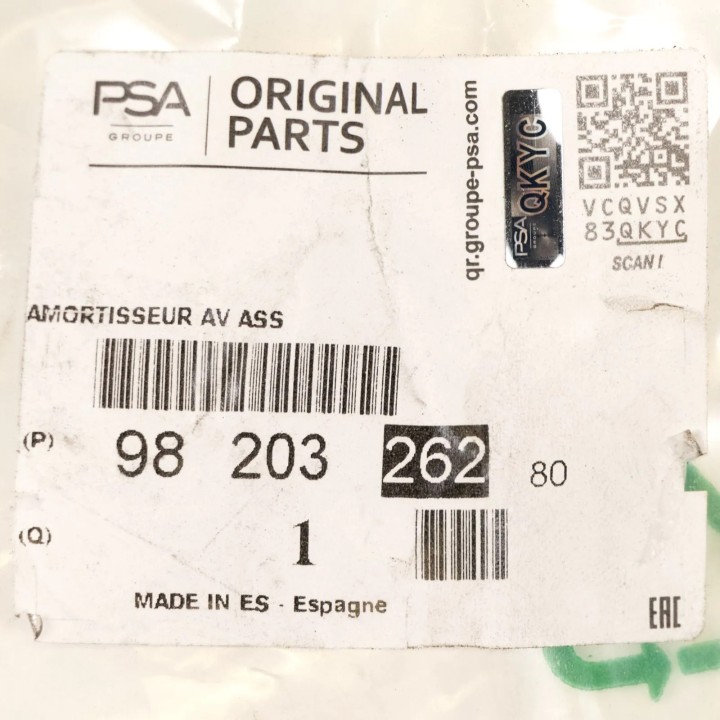 PSA
GROUPE
ORIGINAL
PARTS
qr.groupe-psa.com
PSA
GROUPE
QKYC
VCQVSX
83QKYC
SCAN!
AMORTISSEUR AV ASS
(P) 98 203 262 80
(Q) 1
MADE IN ES - Espagne
EAC